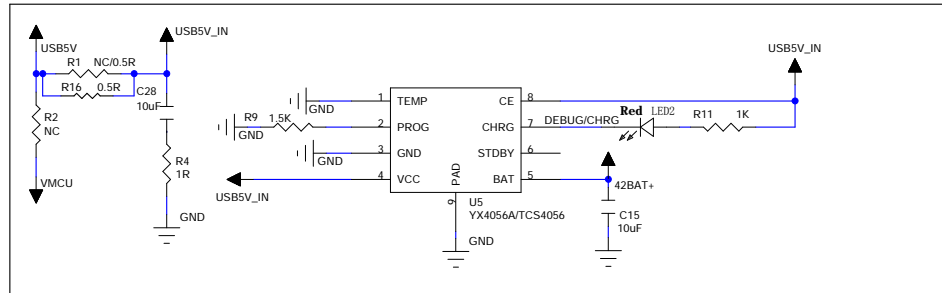 USB5V
USB5V_IN
R1 NC/0.5R
R16 0.5R
C28
10uF
R2
NC
R4
1R
VMCU
GND
GND
R9 1.5K
GND
GND
USB5V_IN
1 TEMP
2 PROG
3 GND
4 VCC
CE 8
CHRG 7
STDBY 6
BAT 5
PAD
9
U5
YX4056A/TCS4056
GND
DEBUG/CHRG
Red LED2
R11 1K
USB5V_IN
42BAT+
C15
10uF